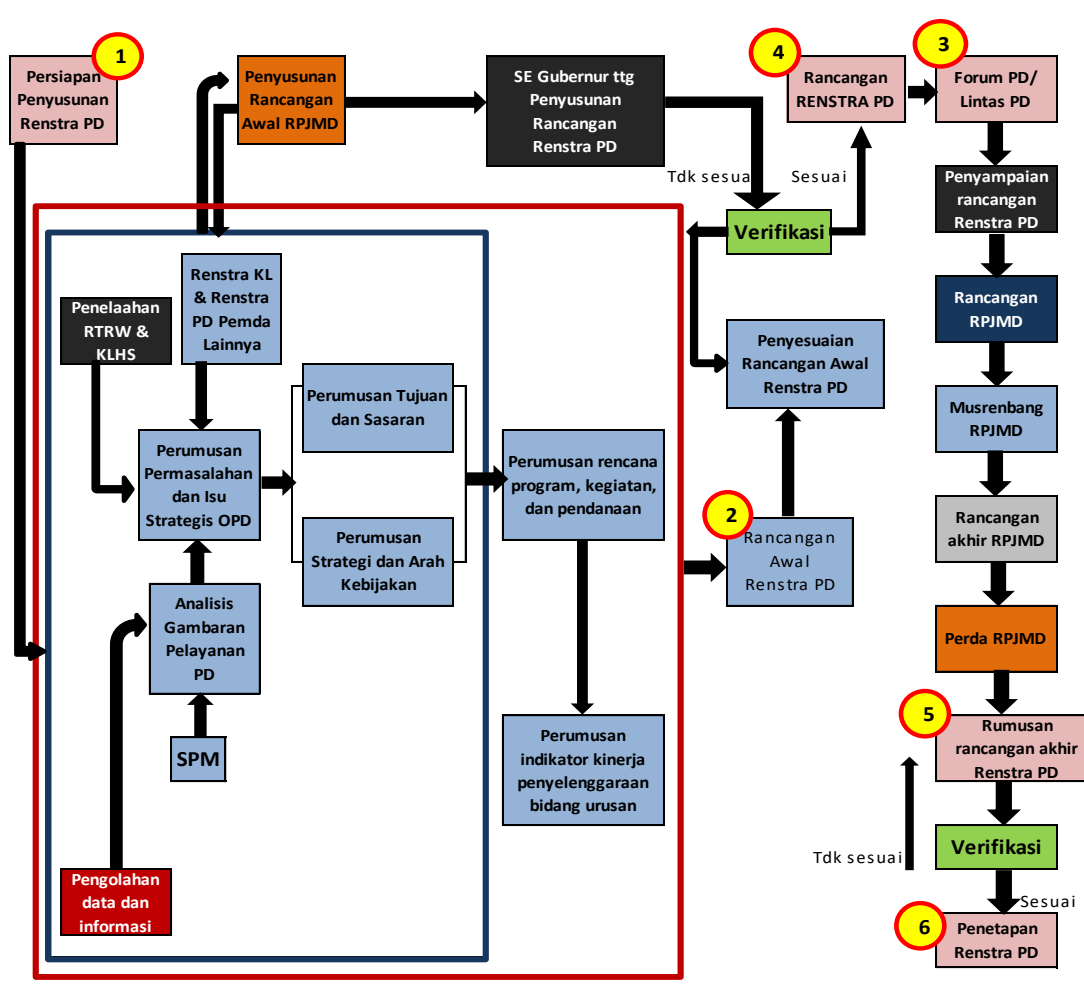 1
Persiapan
Penyusunan
Renstra PD
Penyusunan
Rancangan
Awal RPJMD
SE Gubernur ttg
Penyusunan
Rancangan
Renstra PD
4
Rancangan
RENSTRA PD
3
Forum PD/
Lintas PD
Tdk sesuai
Sesuai
Verifikasi
Penyampaian
rancangan
Renstra PD
Renstra KL
& Renstra
PD Pemda
Lainnya
Penelaahan
RTRW &
KLHS
Rancangan
RPJMD
Penyesuaian
Rancangan Awal
Renstra PD
Perumusan Tujuan
dan Sasaran
Musrenbang
RPJMD
Perumusan
Permasalahan
dan Isu
Strategis OPD
Perumusan rencana
program, kegiatan,
dan pendanaan
2
Rancangan
Awal
Renstra PD
Rancangan
akhir RPJMD
Perumusan
Strategi dan Arah
Kebijakan
Analisis
Gambaran
Pelayanan
PD
Perda RPJMD
SPM
Perumusan
indikator kinerja
penyelenggaraan
bidang urusan
5
Rumusan
rancangan akhir
Renstra PD
Verifikasi
Tdk sesuai
Sesuai
Pengolahan
data dan
informasi
6
Penetapan
Renstra PD